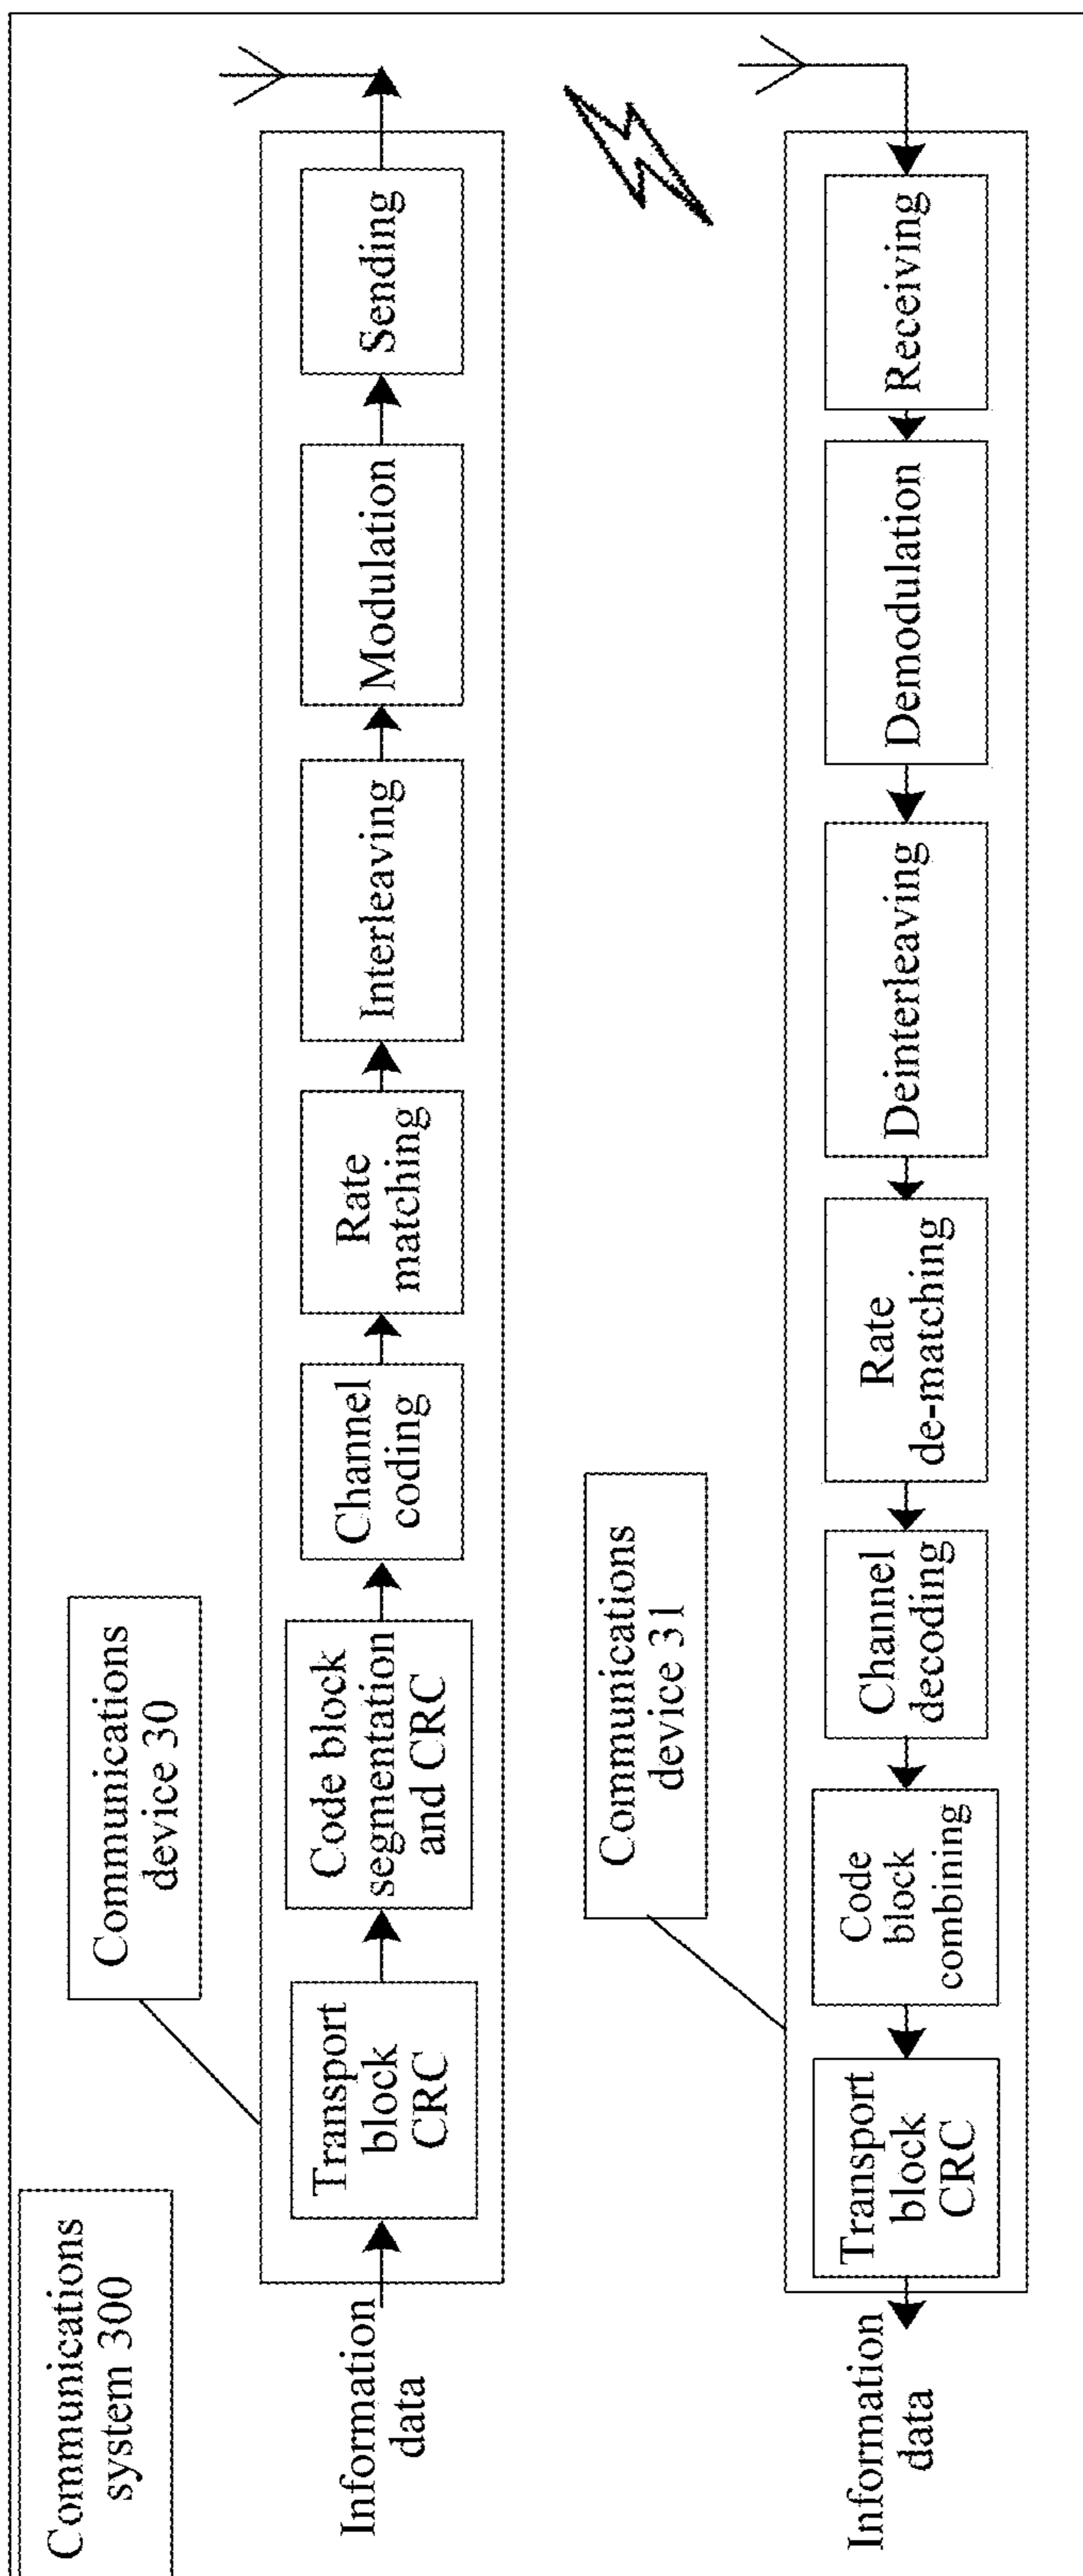 Communications
system 300
Communications
device 30
Information
data
Transport
block
CRC
Code block
segmentation
and CRC
Channel
coding
Rate
matching
Interleaving
Modulation
Sending
Communications
device 31
Information
data
Transport
block
CRC
Code
block
combining
Channel
decoding
Rate
de-matching
Deinterleaving
Demodulation
Receiving